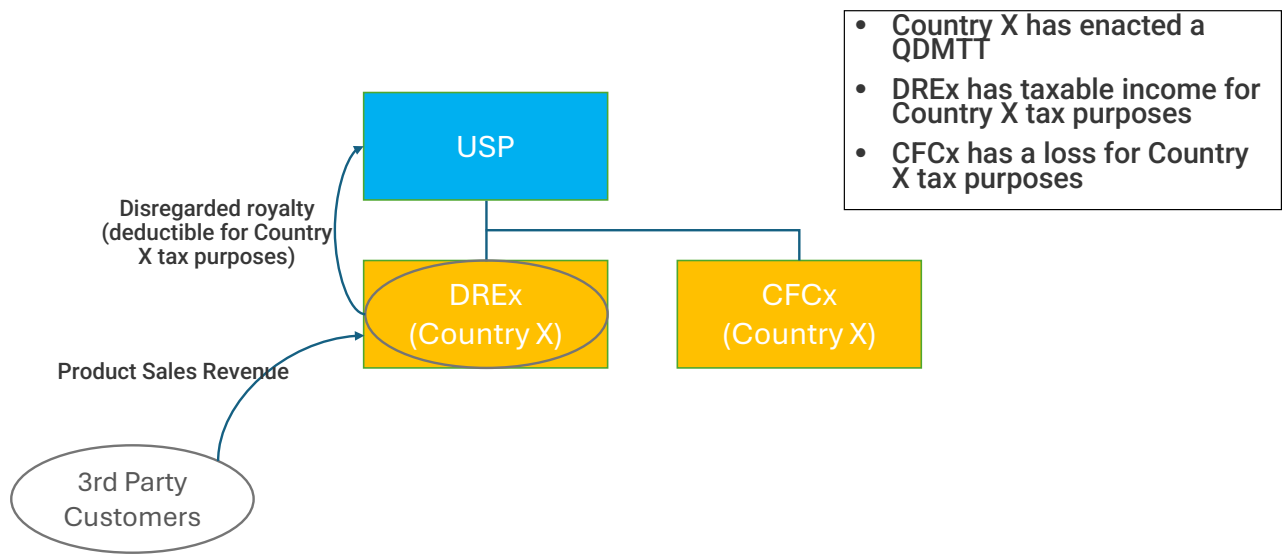 • Country X has enacted a
QDMTT
• DREx has taxable income for
Country X tax purposes
• CFCx has a loss for Country
X tax purposes
USP
Disregarded royalty
(deductible for Country
X tax purposes)
DREx
(Country X)
CFCx
(Country X)
Product Sales Revenue
3rd Party
Customers